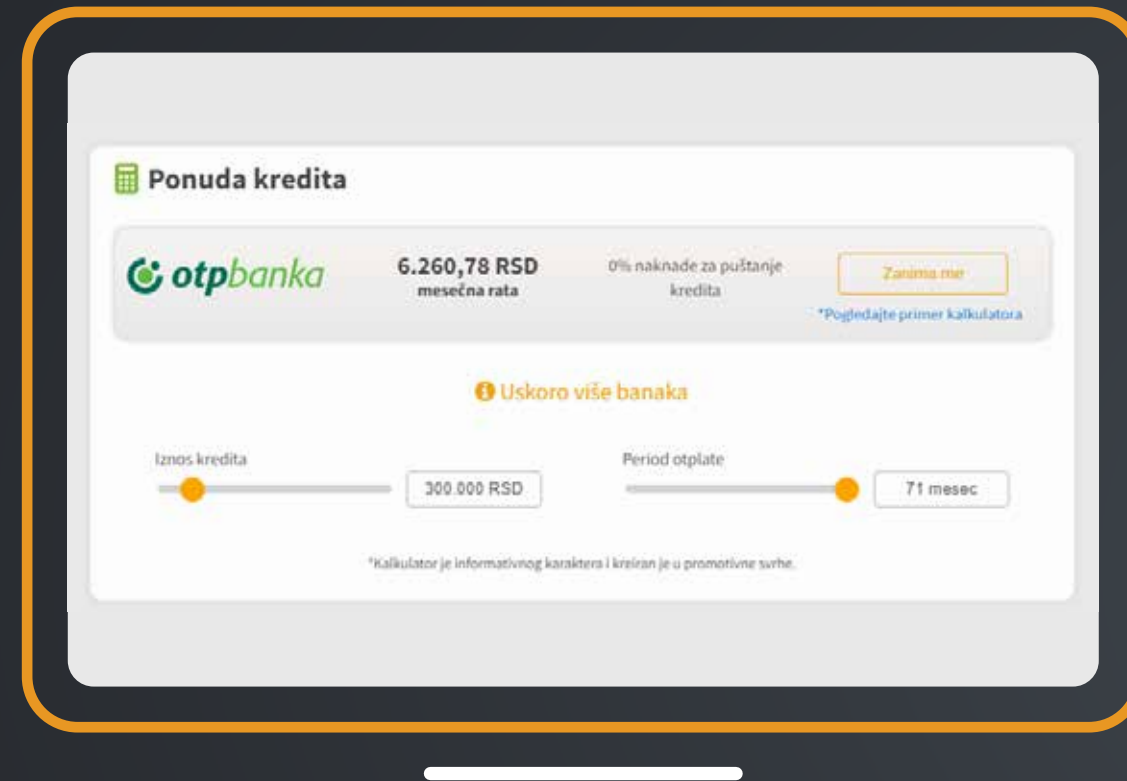 Ponuda kredita
otpbanka
6.260,78 RSD
mesečna rata
0% naknade za puštanje
kredita
Zanima me
*Pogledajte primer kalkulatora
Uskoro više banaka
Iznos kredita
300.000 RSD
Period otplate
71 mesec
*Kalkulator je informativnog karaktera i kreiran je u promotivne svrhe.